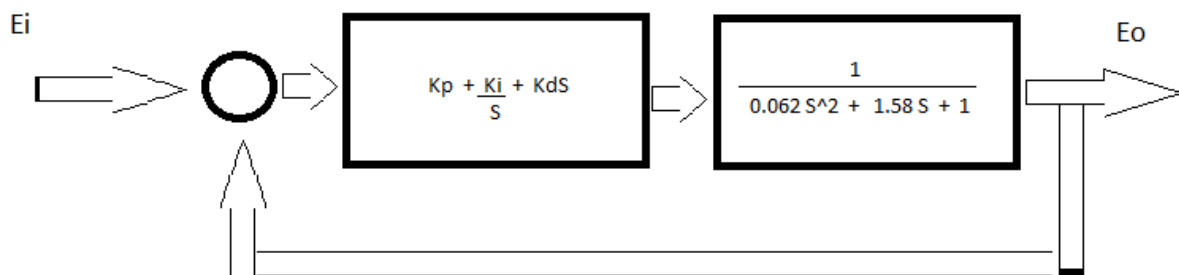 Ei
Eo
Kp + Ki + KdS
S
1
0.062 S^2 + 1.58 S + 1